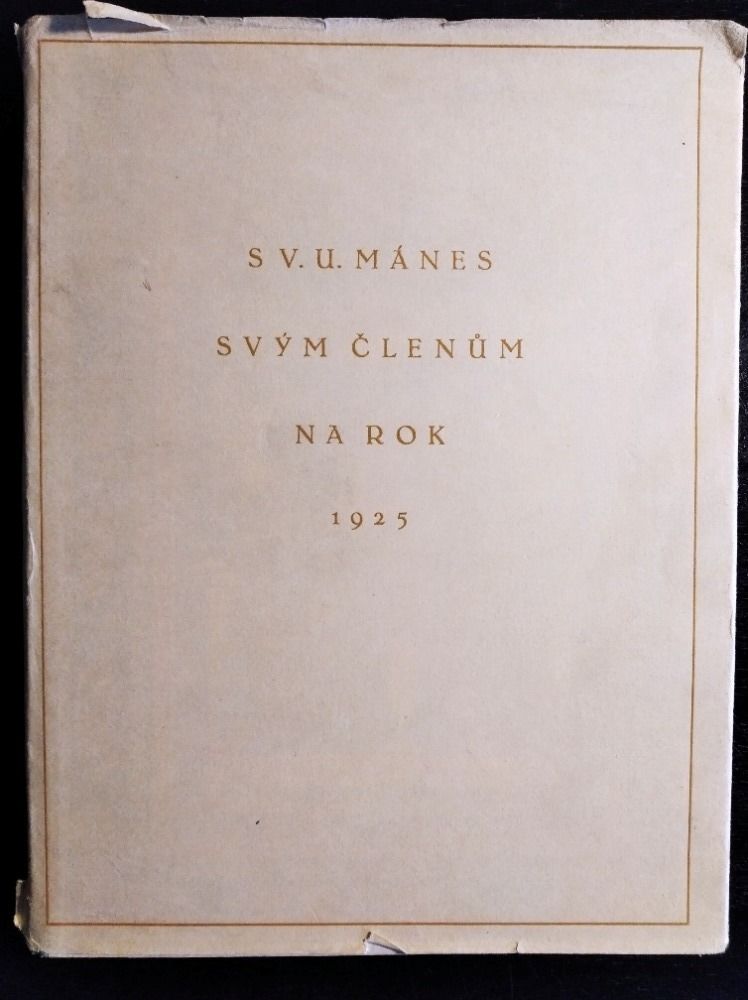 S V. U. MÁNES
SVÝM ČLENŮM
NA ROK
1925